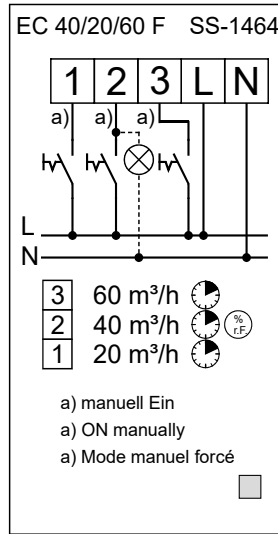 EC 40/20/60 F SS-1464
1 2 3 L N
a) a) a)
L
N
3 60 m³/h
2 40 m³/h % r.F.
1 20 m³/h
a) manuell Ein
a) ON manually
a) Mode manuel forcé